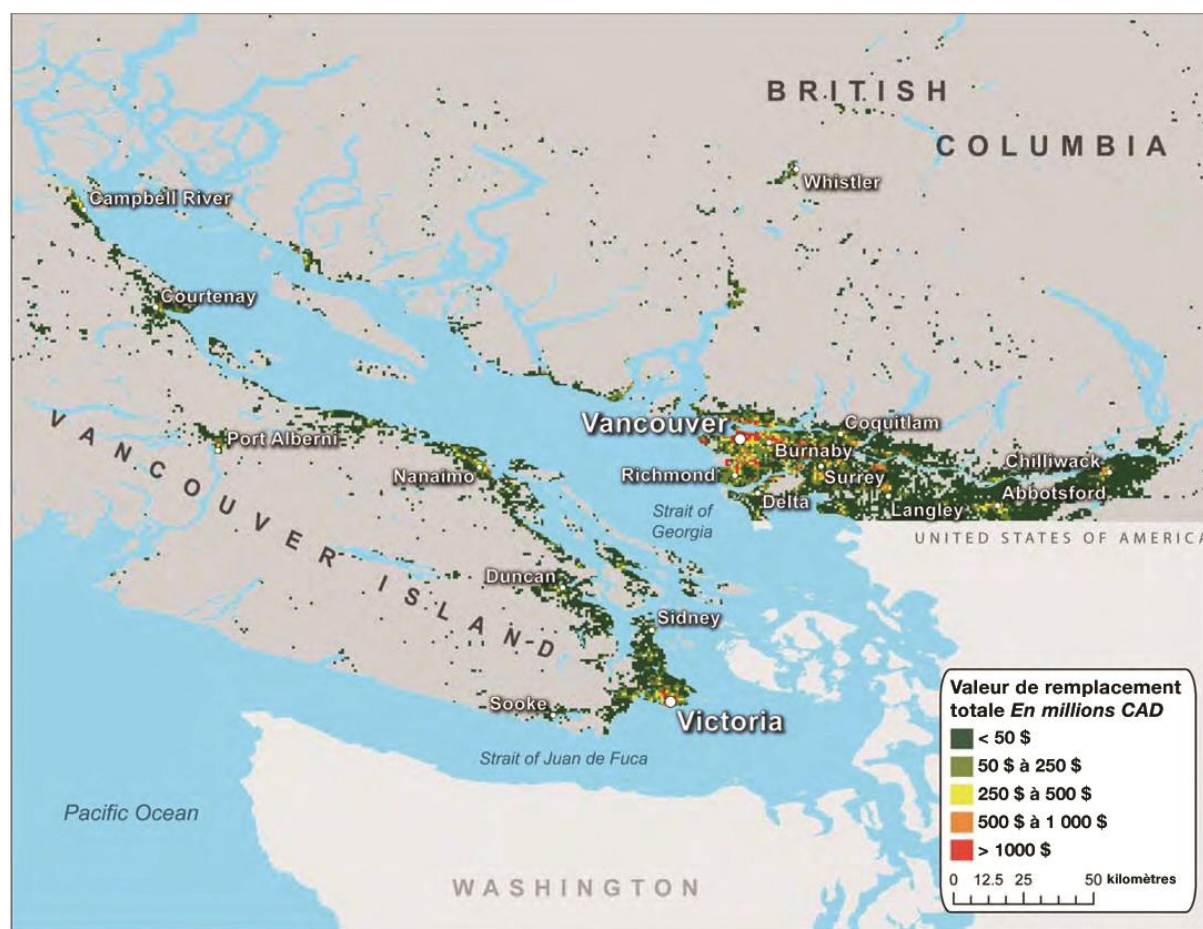 BRITISH
COLUMBIA
Whistler
Campbell River
Courtenay
VANCOUVER ISLAND
Port Alberni
Nanaimo
Vancouver
Coquitlam
Burnaby
Richmond
Surrey
Chilliwack
Abbotsford
Delta
Langley
Strait of
Georgia
UNITED STATES OF AMERICA
Duncan
Sidney
Sooke
Victoria
Strait of Juan de Fuca
Pacific Ocean
WASHINGTON
Valeur de remplacement
totale En millions CAD
< 50 $
50 $ à 250 $
250 $ à 500 $
500 $ à 1 000 $
> 1000 $
0 12.5 25 50 kilomètres